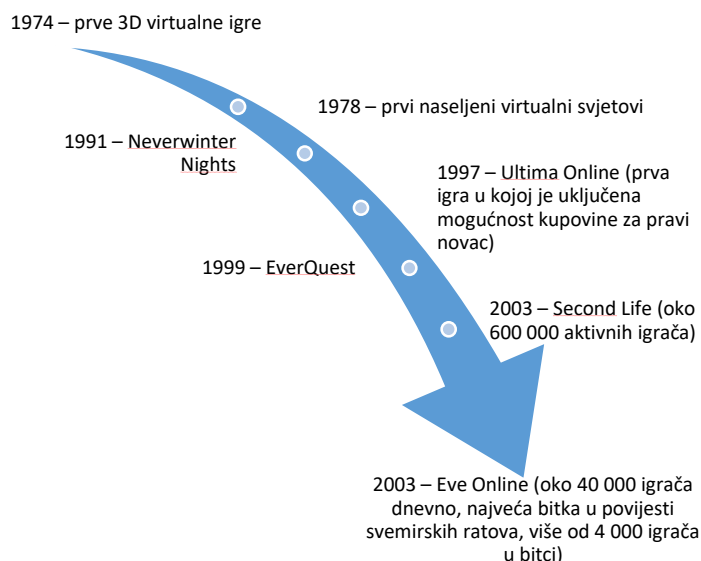 1974 – prve 3D virtualne igre
1978 – prvi naseljeni virtualni svjetovi
1991 – Neverwinter
Nights
1997 – Ultima Online (prva
igra u kojoj je uključena
mogućnost kupovine za pravi
novac)
1999 – EverQuest
2003 – Second Life (oko
600 000 aktivnih igrača)
2003 – Eve Online (oko 40 000 igrača
dnevno, najveća bitka u povijesti
svemirskih ratova, više od 4 000 igrača
u bitci)